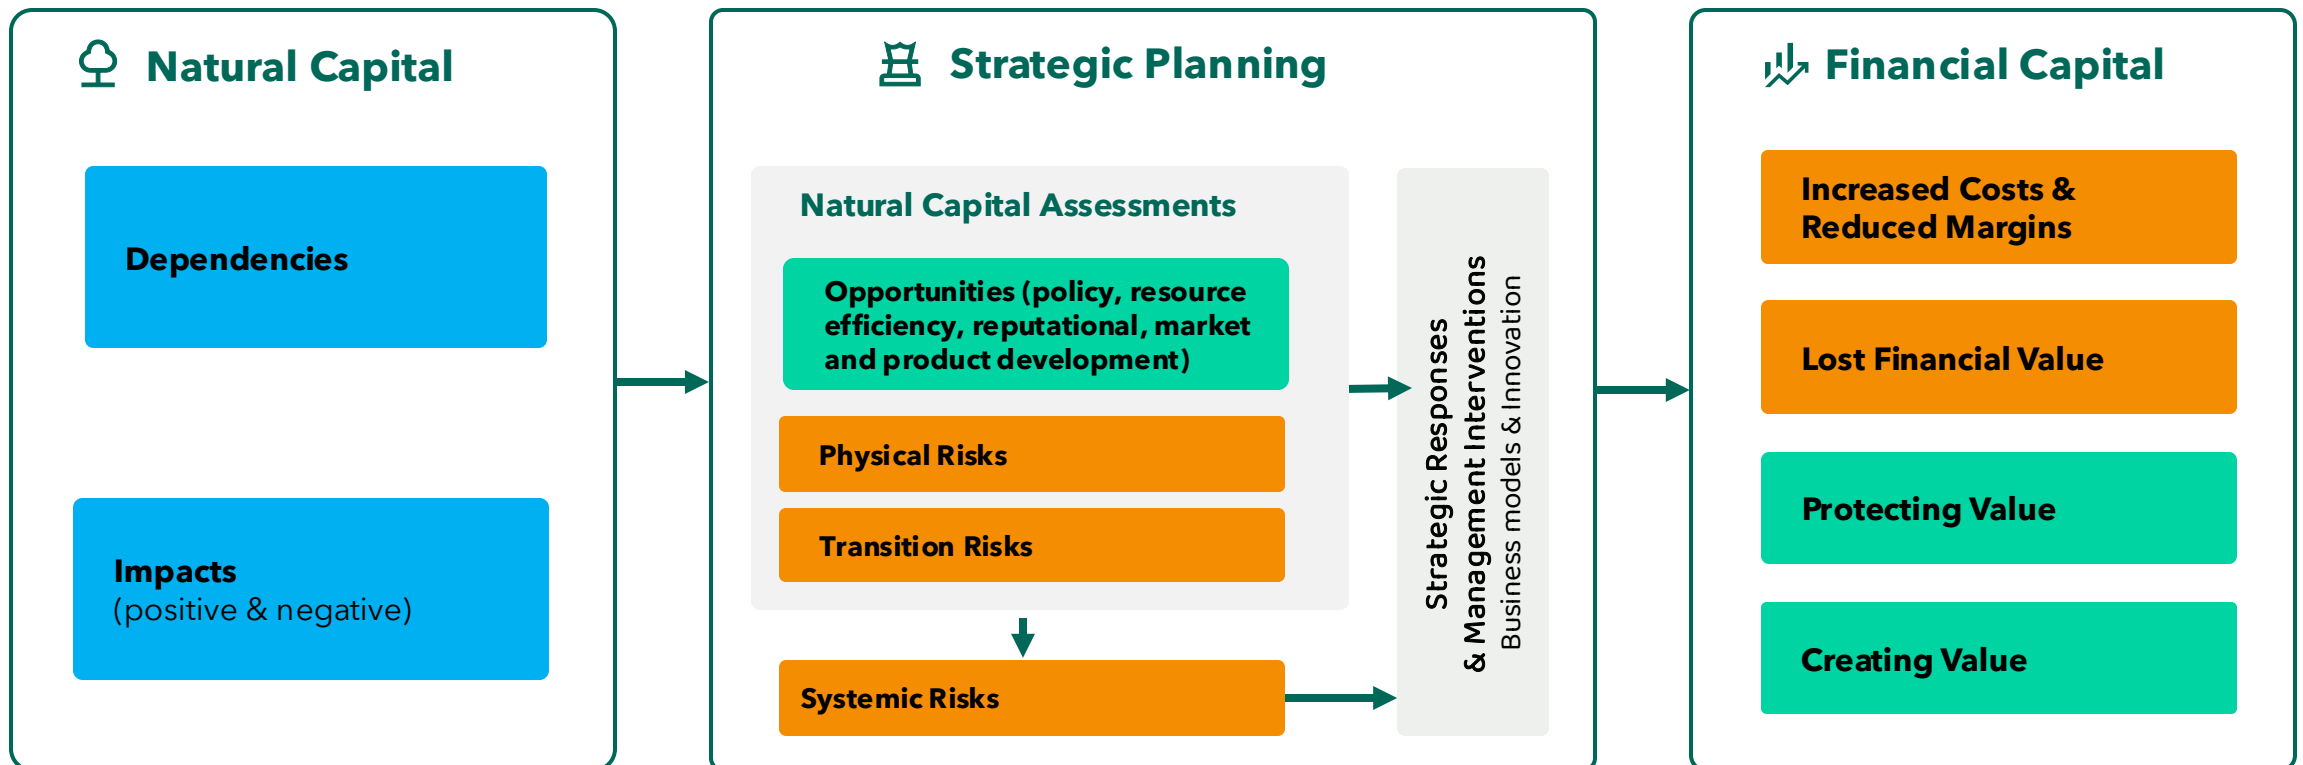 Natural Capital
Dependencies
Impacts
(positive & negative)
Strategic Planning
Natural Capital Assessments
Opportunities (policy, resource
efficiency, reputational, market
and product development)
Physical Risks
Transition Risks
Systemic Risks
Strategic Responses
& Management Interventions
Business models & Innovation
Financial Capital
Increased Costs &
Reduced Margins
Lost Financial Value
Protecting Value
Creating Value